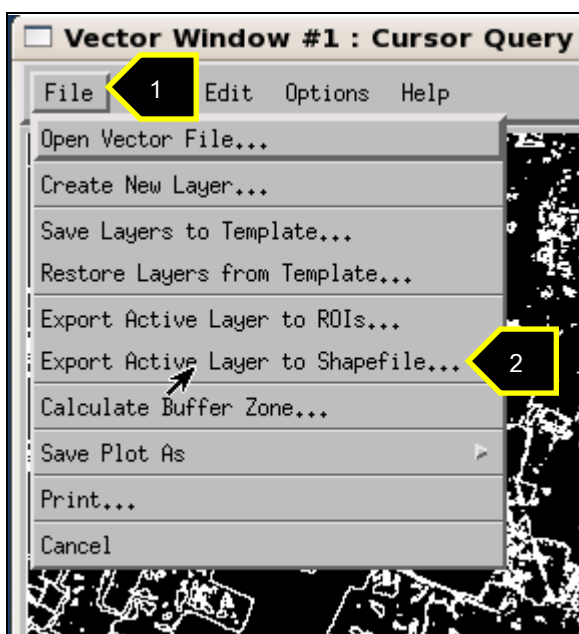 Vector Window #1 : Cursor Query
File 1 Edit Options Help
Open Vector File...
Create New Layer...
Save Layers to Template...
Restore Layers from Template...
Export Active Layer to ROIs...
Export Active Layer to Shapefile... 2
Calculate Buffer Zone...
Save Plot As
Print...
Cancel